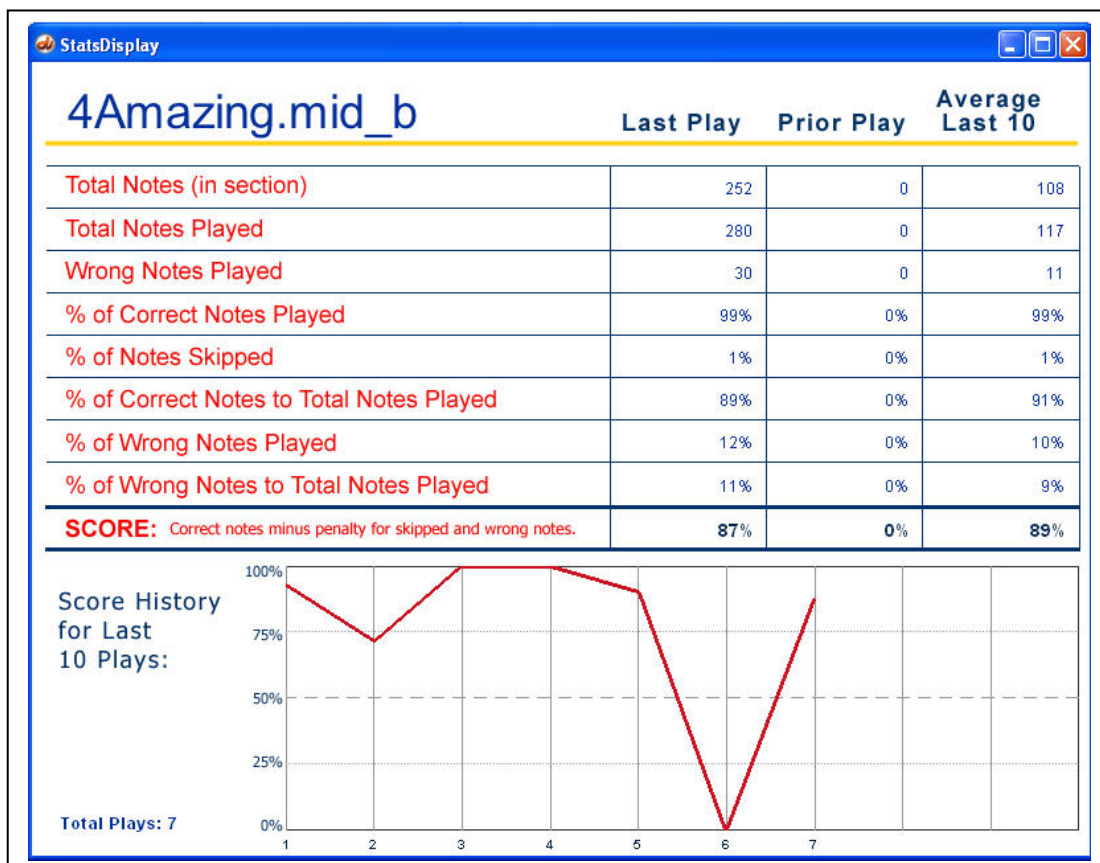 StatsDisplay
4Amazing.mid_b Last Play Prior Play Average Last 10
Total Notes (in section) 252 0 108
Total Notes Played 280 0 117
Wrong Notes Played 30 0 11
% of Correct Notes Played 99% 0% 99%
% of Notes Skipped 1% 0% 1%
% of Correct Notes to Total Notes Played 89% 0% 91%
% of Wrong Notes Played 12% 0% 10%
% of Wrong Notes to Total Notes Played 11% 0% 9%
SCORE: Correct notes minus penalty for skipped and wrong notes. 87% 0% 89%
Score History
for Last
10 Plays:
100%
75%
50%
25%
0%
Total Plays: 7
1 2 3 4 5 6 7